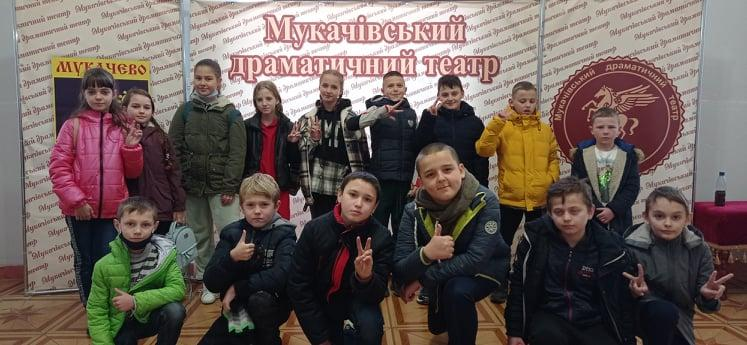 Мукачівський
драматичний театр
МУКАЧЕВО
Мукачівський драматичний театр